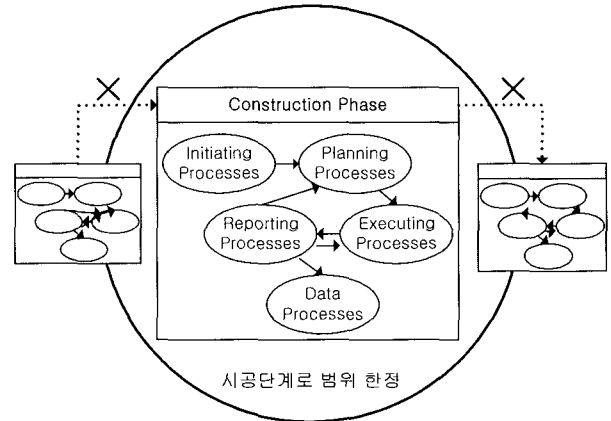 Construction Phase
Initiating
Processes
Planning
Processes
Reporting
Processes
Executing
Processes
Data
Processes
시공단계로 범위 한정